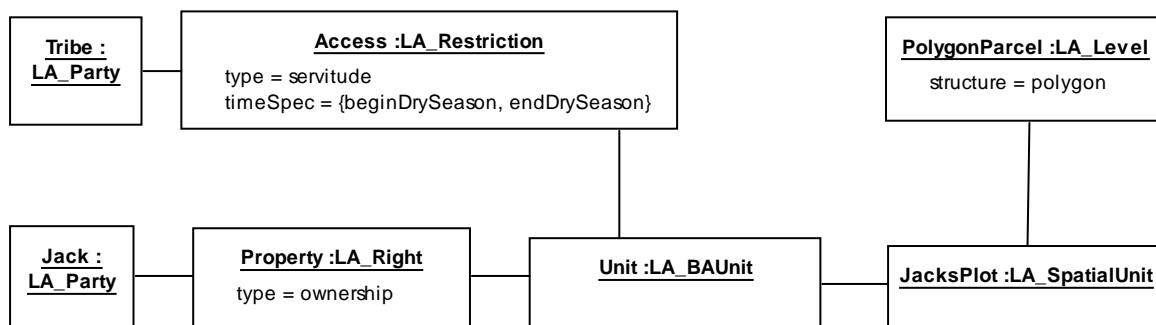 Tribe :
LA_Party
Access :LA_Restriction
type = servitude
timeSpec = {beginDrySeason, endDrySeason}
PolygonParcel :LA_Level
structure = polygon
Jack :
LA_Party
Property :LA_Right
type = ownership
Unit :LA_BAUnit
JacksPlot :LA_SpatialUnit